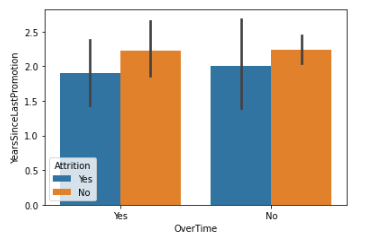 YearsSinceLastPromotion
2.5
2.0
1.5
1.0
0.5
0.0
Attrition
Yes
No
Yes No
OverTime